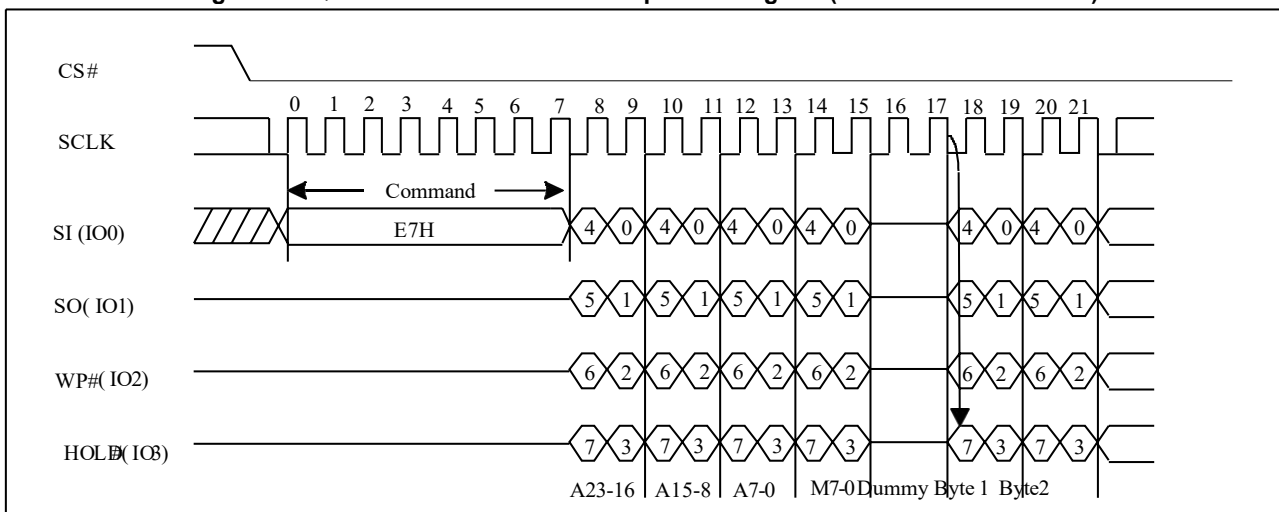 CS#
0 1 2 3 4 5 6 7 8 9 10 11 12 13 14 15 16 17 18 19 20 21
SCLK
Command
SI (IO0)
E7H
4 0 4 0 4 0 4 0 4 0 4 0
SO( IO1)
5 1 5 1 5 1 5 1 5 1 5 1
WP#( IO2)
6 2 6 2 6 2 6 2 6 2 6 2
HOLD#( IO3)
7 3 7 3 7 3 7 3 7 3 7 3
A23-16 A15-8 A7-0 M7-0 Dummy Byte 1 Byte2